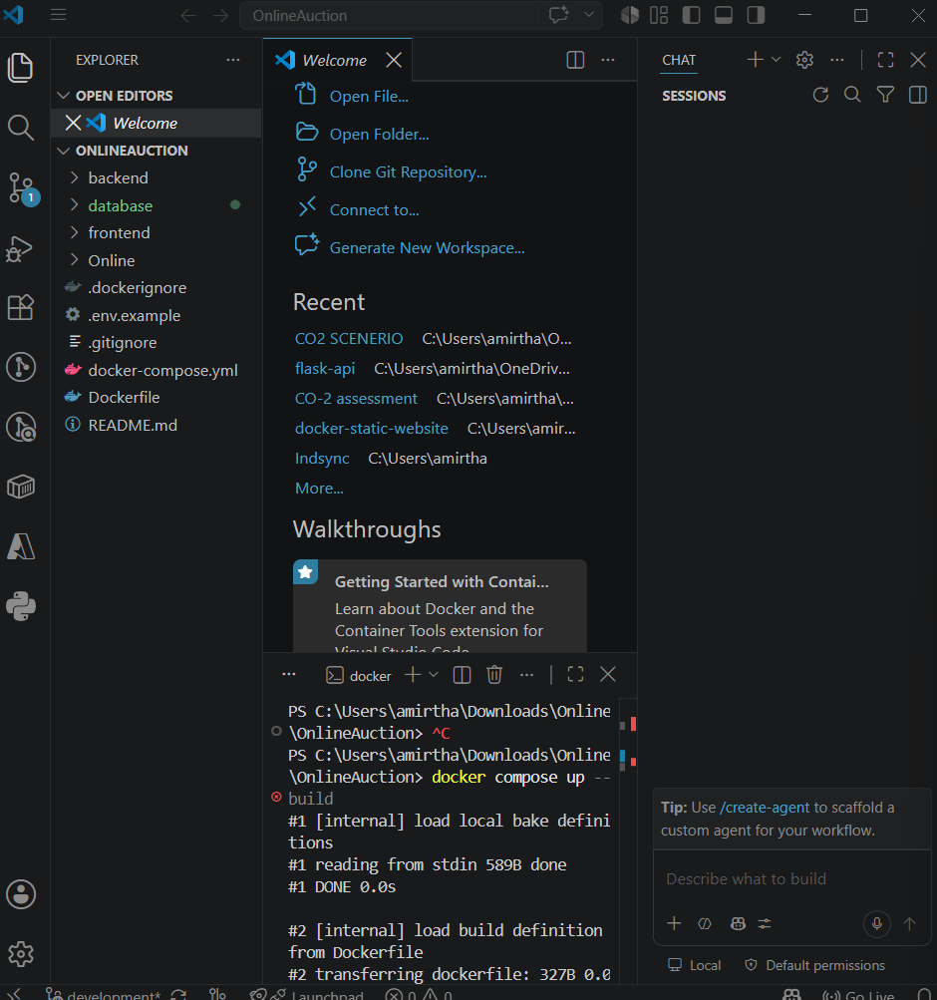 OnlineAuction
EXPLORER
OPEN EDITORS
Welcome
ONLINEAUCTION
backend
database
frontend
Online
.dockerignore
.env.example
.gitignore
docker-compose.yml
Dockerfile
README.md
1
Welcome
Open File...
Open Folder...
Clone Git Repository...
Connect to...
Generate New Workspace...
Recent
CO2 SCENERIO C:\Users\amirtha\O...
flask-api C:\Users\amirtha\OneDriv...
CO-2 assessment C:\Users\amirtha\...
docker-static-website C:\Users\amir...
Indsync C:\Users\amirtha
More...
Walkthroughs
Getting Started with Contai...
Learn about Docker and the
Container Tools extension for
Visual Studio Code
docker
PS C:\Users\amirtha\Downloads\Online
\OnlineAuction> ^C
PS C:\Users\amirtha\Downloads\Online
\OnlineAuction> docker compose up --
build
#1 [internal] load local bake defini
tions
#1 reading from stdin 589B done
#1 DONE 0.0s
#2 [internal] load build definition
from Dockerfile
#2 transferring dockerfile: 327B 0.0
CHAT
SESSIONS
Tip: Use /create-agent to scaffold a
custom agent for your workflow.
Describe what to build
Local Default permissions
development* Launchpad 0 0 Go Live